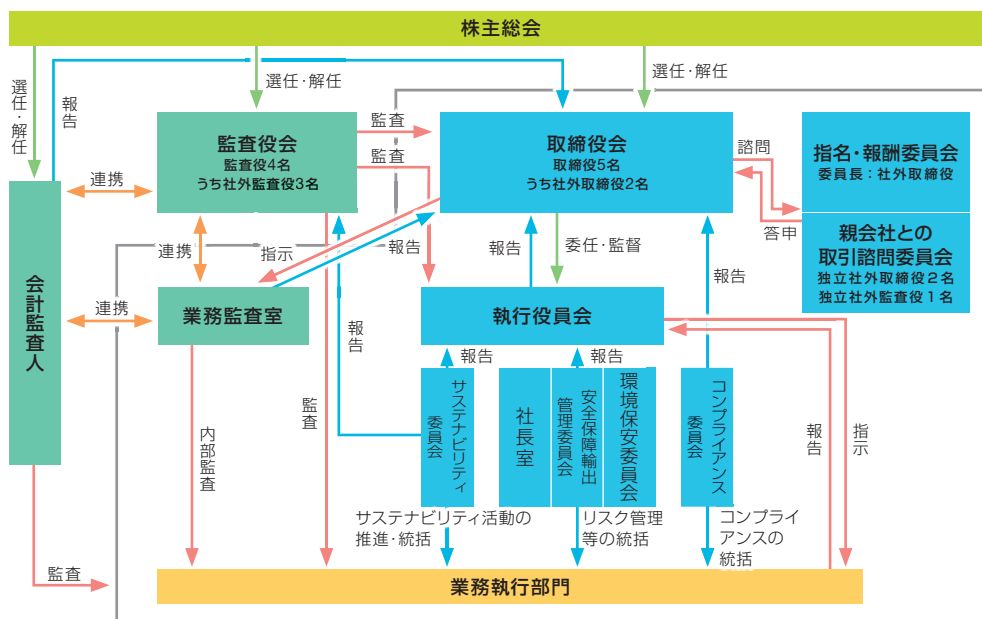 株主総会
選任・解任
報告
選任・解任
選任・解任
監査役会
監査役4名
うち社外監査役3名
監査
監査
取締役会
取締役5名
うち社外取締役2名
諮問
答申
指名・報酬委員会
委員長：社外取締役
親会社との
取引諮問委員会
独立社外取締役2名
独立社外監査役1名
連携
連携
指示
報告
報告
委任・監督
報告
会計監査人
連携
業務監査室
執行役員会
報告
報告
報告
サステナビリティ
委員会
社長室
安全保障輸出
管理委員会
環境保安委員会
コンプライアンス
委員会
内部監査
監査
報告
指示
サステナビリティ活動の
推進・統括
リスク管理
等の統括
コンプライ
アンスの
統括
監査
業務執行部門